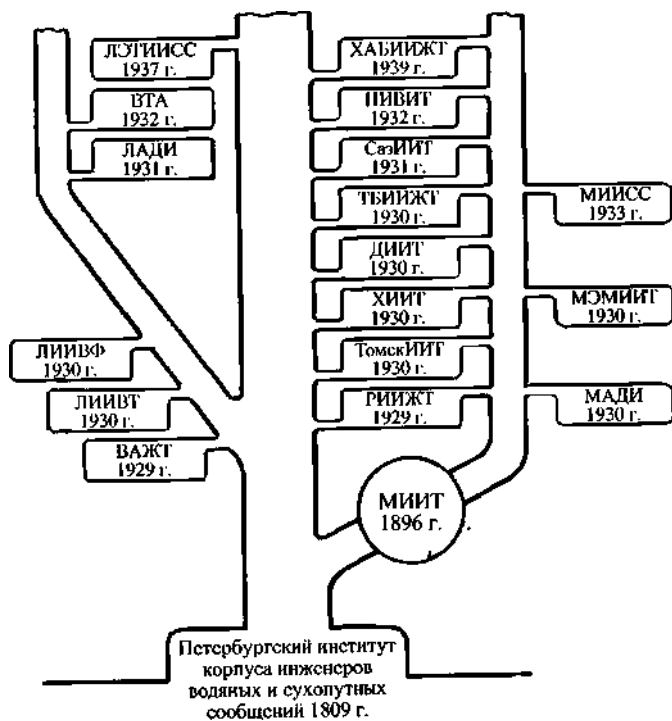 ЛЭТИИСС
1937 г.
ВТА
1932 г.
ЛАДИ
1931 г.
ЛИИВФ
1930 г.
ЛИИВТ
1930 г.
ВАЖТ
1929 г.
ХАБИИЖТ
1939 г.
НИВИТ
1932 г.
СазИИТ
1931 г.
ТБИИЖТ
1930 г.
ДИИТ
1930 г.
ХИИТ
1930 г.
ТомскИИТ
1930 г.
РИИЖТ
1929 г.
МИИСС
1933 г.
МЭМИИТ
1930 г.
МАДИ
1930 г.
МИИТ
1896 г.
Петербургский институт
корпуса инженеров
водяных и сухопутных
сообщений 1809 г.